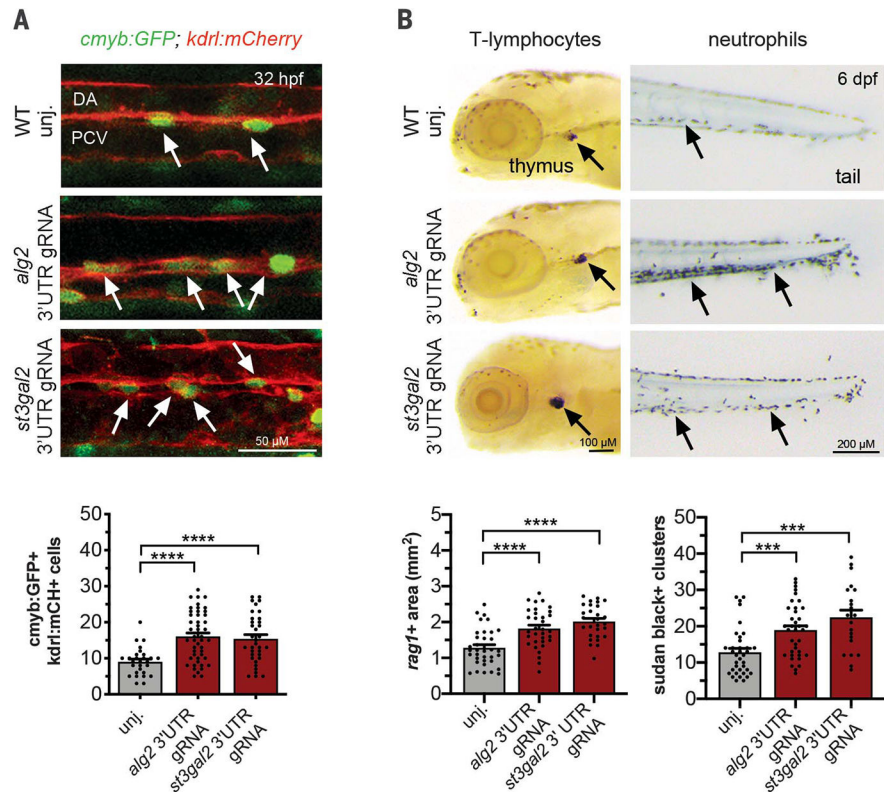 A
cmyb:GFP; kdrl:mCherry
WT
unj.
32 hpf
DA
PCV
alg2
3'UTR gRNA
st3gal2
3'UTR gRNA
50 µM
cmyb:GFP+
kdrl:mCH+ cells
50
40
30
20
10
0
****
****
unj.
alg2 3'UTR
gRNA
st3gal2 3'UTR
gRNA
B
T-lymphocytes
neutrophils
WT
unj.
thymus
6 dpf
tail
alg2
3'UTR gRNA
st3gal2
3'UTR gRNA
100 µM
200 µM
rag1+ area (mm²)
5
4
3
2
1
0
****
****
unj.
alg2 3'UTR
gRNA
st3gal2 3' UTR
gRNA
sudan black+ clusters
50
40
30
20
10
0
***
***
unj.
alg2 3'UTR
gRNA
st3gal2 3'UTR
gRNA